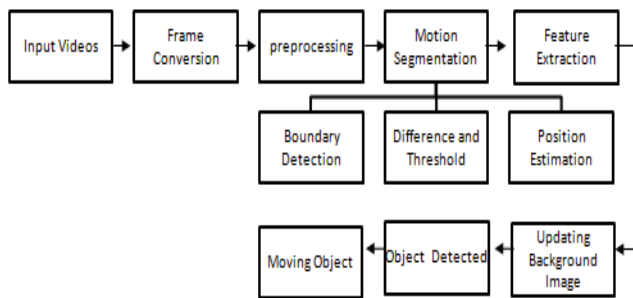 Input Videos
Frame
Conversion
preprocessing
Motion
Segmentation
Feature
Extraction
Boundary
Detection
Difference and
Threshold
Position
Estimation
Moving Object
Object Detected
Updating
Background
Image